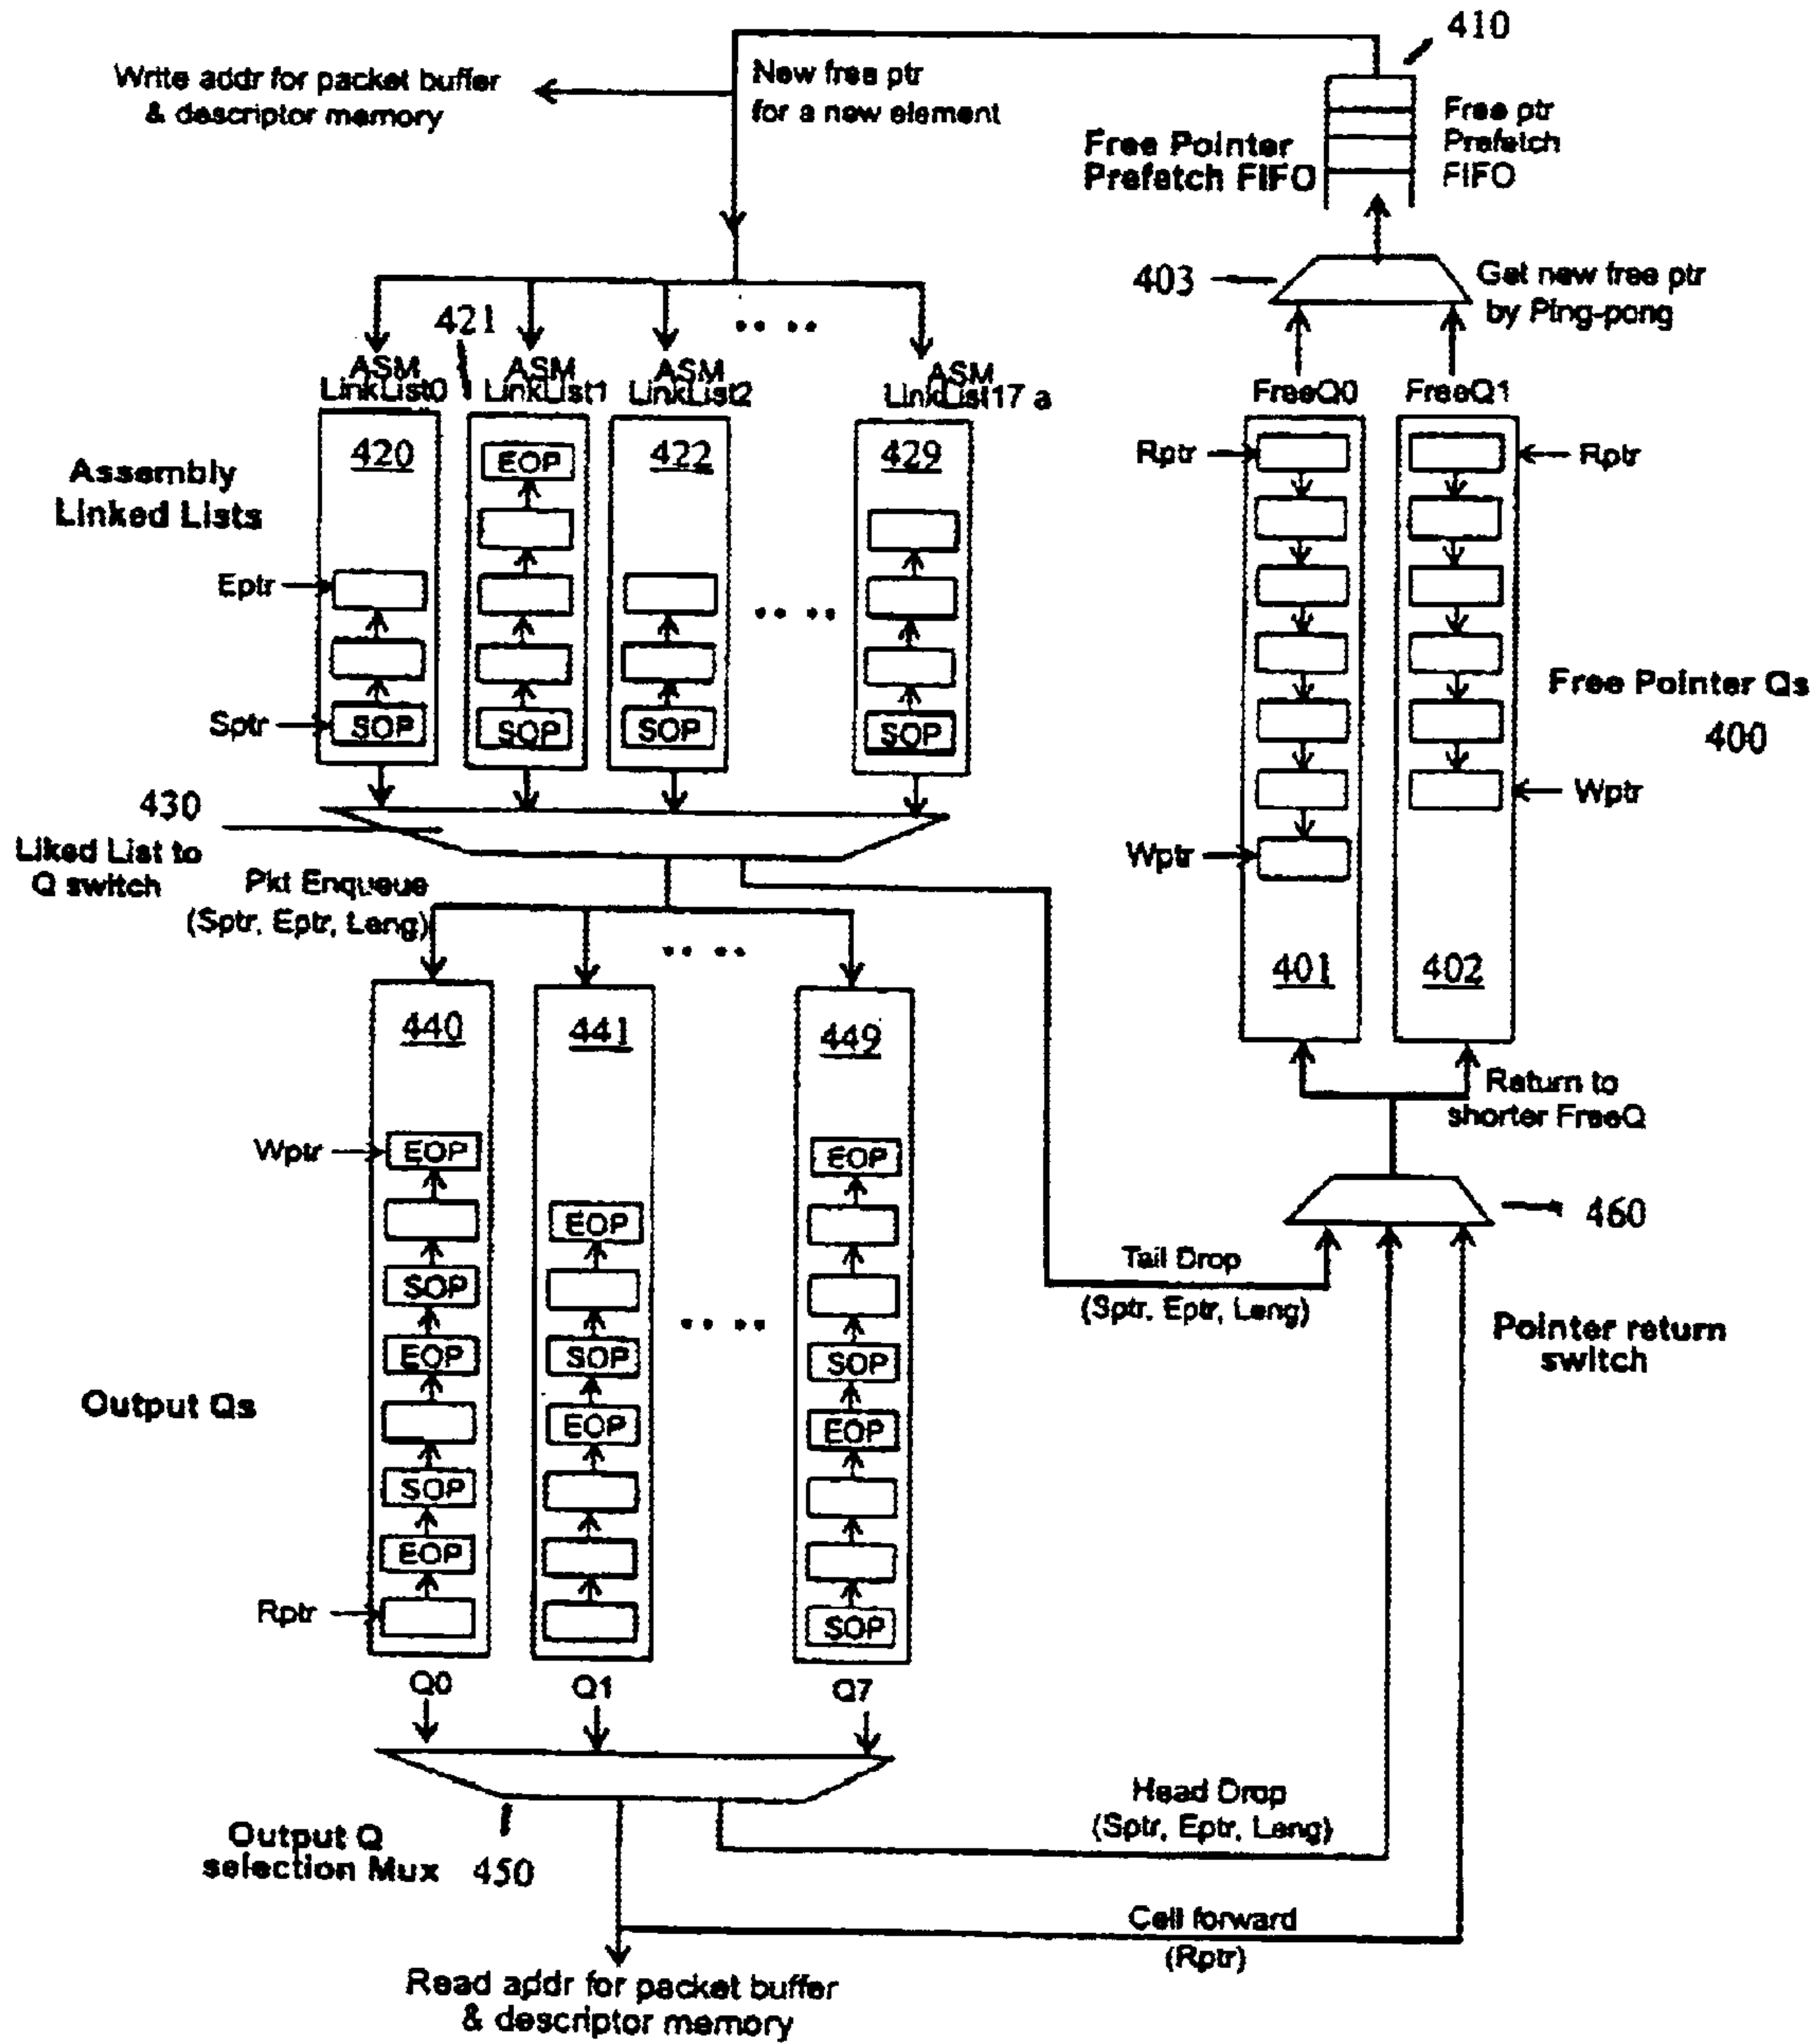 410
Write addr for packet buffer
& descriptor memory
New free ptr
for a new element
Free Pointer
Prefetch FIFO
Free ptr
Prefetch
FIFO
403
Get new free ptr
by Ping-pong
421
ASM
LinkList0
ASM
LinkList1
ASM
LinkList2
ASM
LinkList17 a
FreeQ0
FreeQ1
Assembly
Linked Lists
420
EOP
422
429
Rptr
Rptr
Eptr
Sptr
SOP
SOP
SOP
SOP
Free Pointer Qs
400
Wptr
Wptr
430
Liked List to
Q switch
Pkt Enqueue
(Sptr, Eptr, Leng)
401
402
440
441
449
Return to
shorter FreeQ
Wptr
EOP
EOP
EOP
460
SOP
Tail Drop
(Sptr, Eptr, Leng)
Pointer return
switch
EOP
SOP
SOP
Output Qs
EOP
EOP
SOP
EOP
Rptr
SOP
Q0
Q1
Q7
Output Q
selection Mux
450
Head Drop
(Sptr, Eptr, Leng)
Cell forward
(Rptr)
Read addr for packet buffer
& descriptor memory